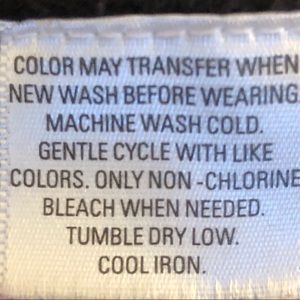 COLOR MAY TRANSFER WHEN
NEW WASH BEFORE WEARING
MACHINE WASH COLD.
GENTLE CYCLE WITH LIKE
COLORS. ONLY NON-CHLORINE
BLEACH WHEN NEEDED.
TUMBLE DRY LOW.
COOL IRON.